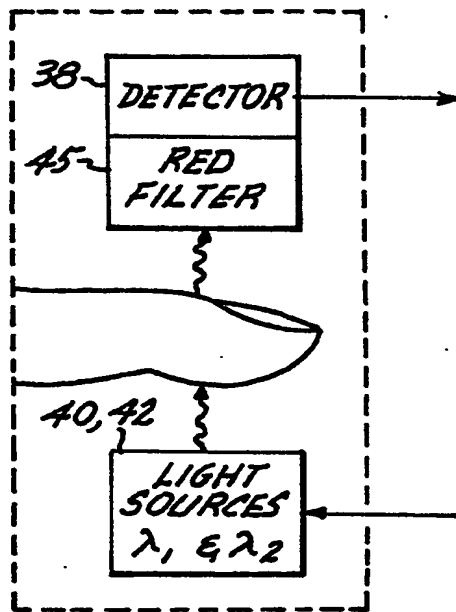 38
DETECTOR
45
RED
FILTER
40, 42
LIGHT
SOURCES
λ₁ & λ₂